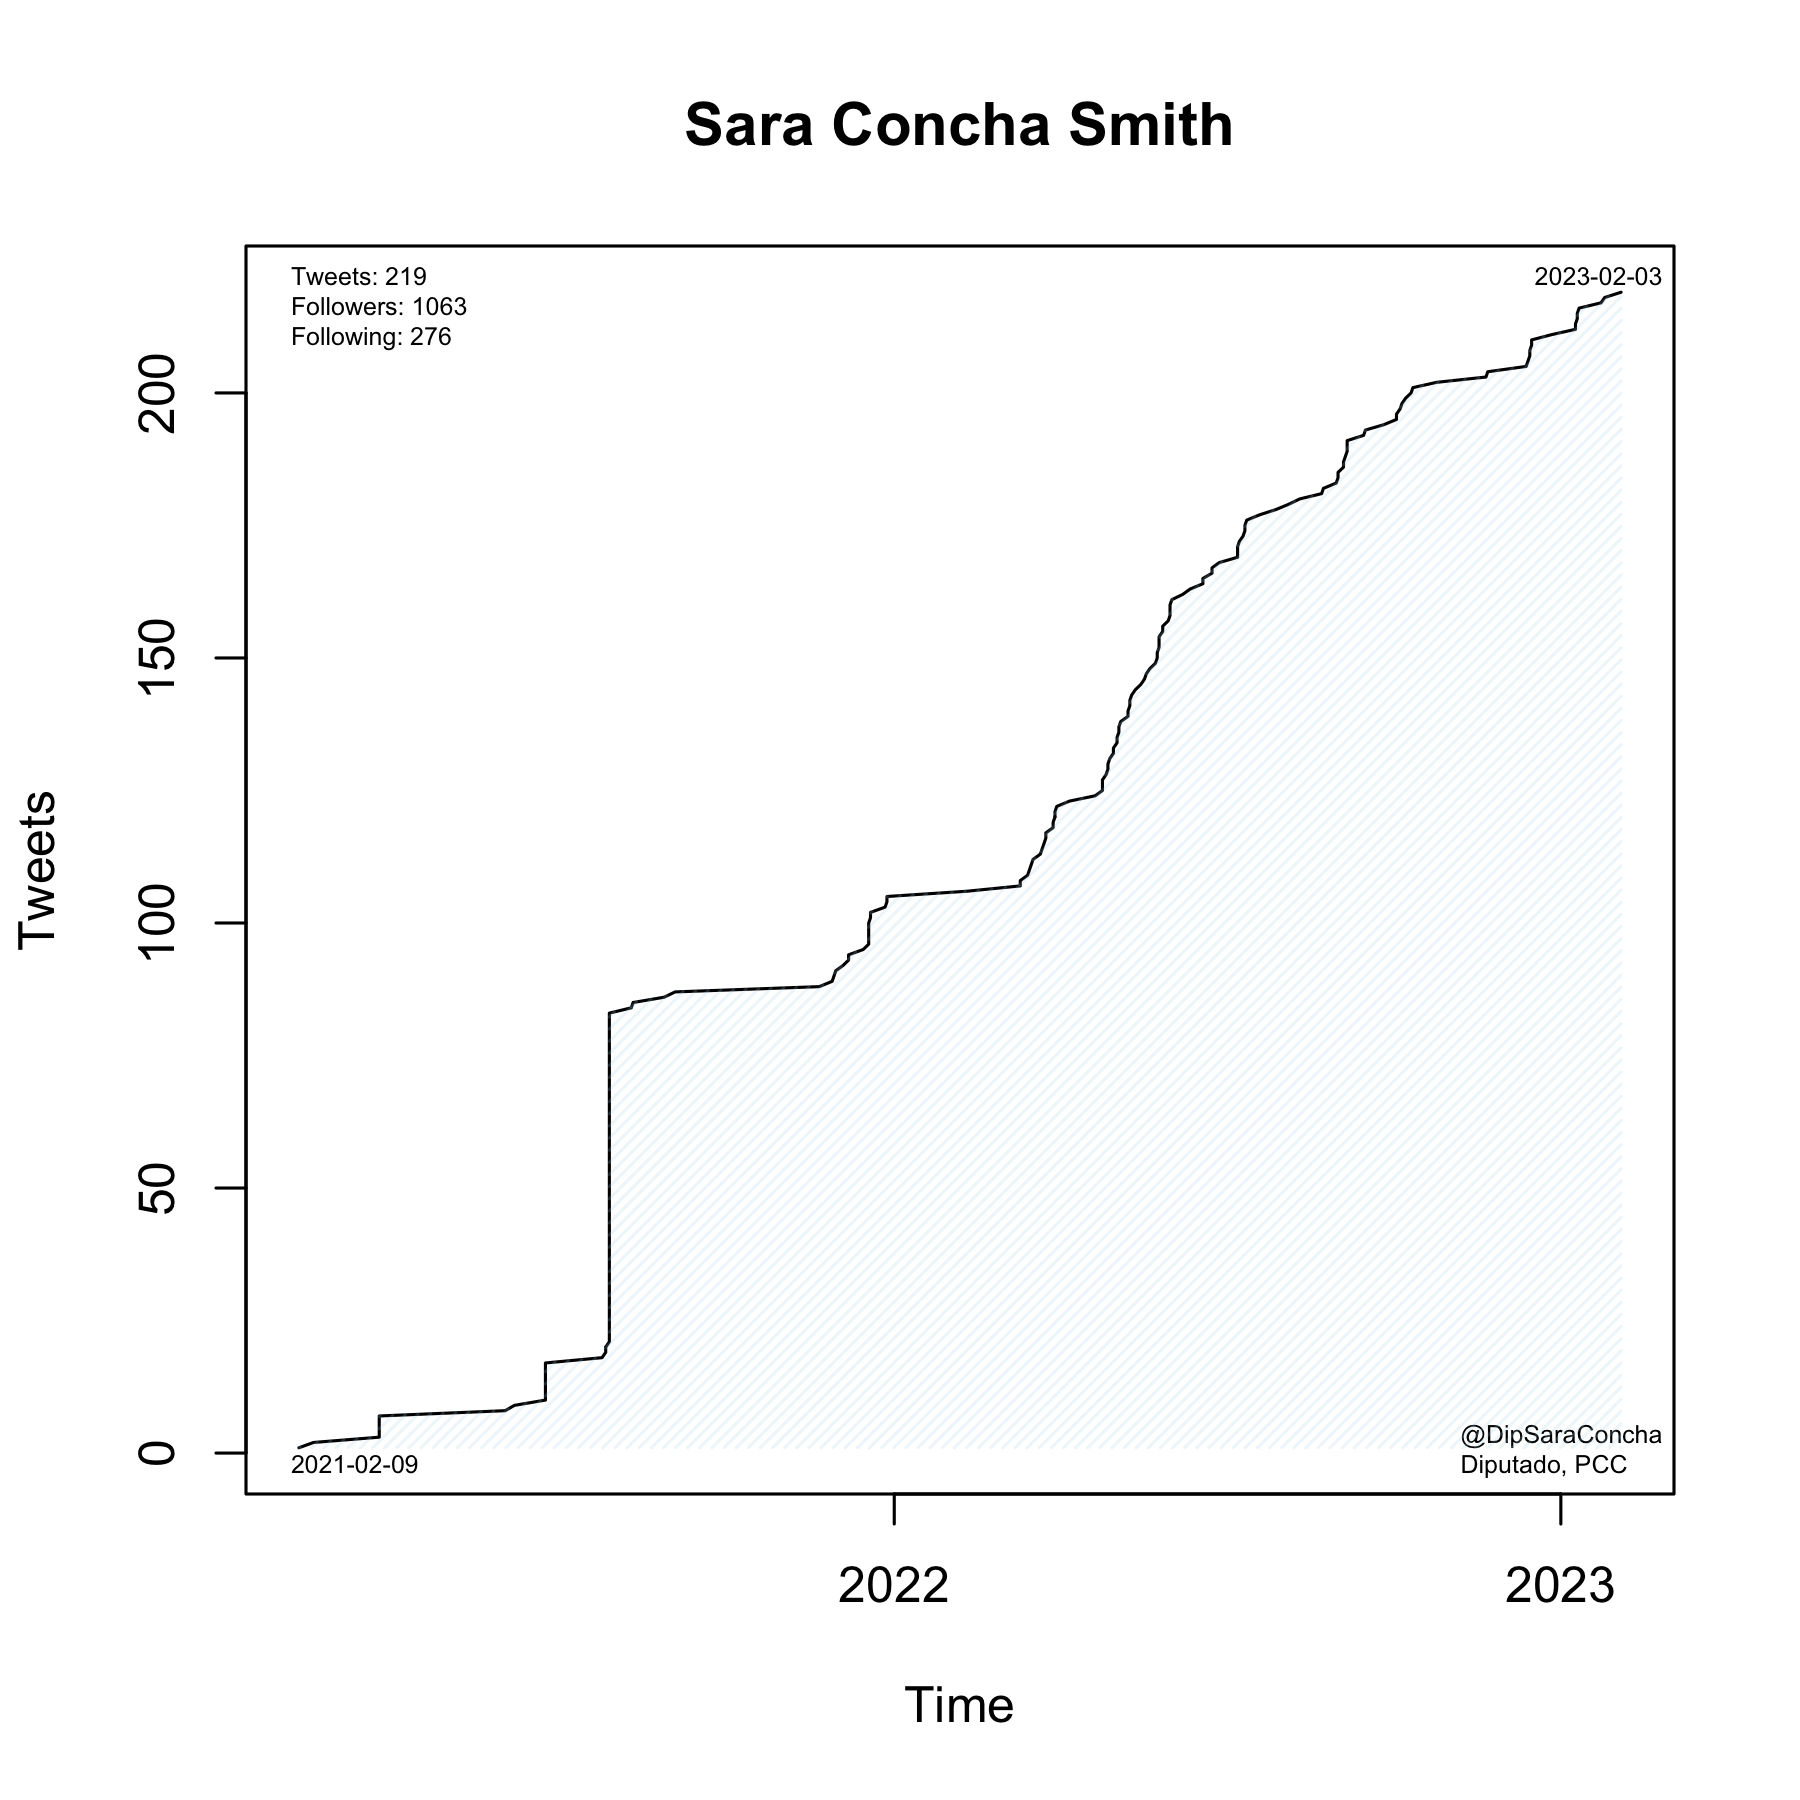 Sara Concha Smith
Tweets: 219
Followers: 1063
Following: 276
2023-02-03
200
150
100
50
0
Tweets
2021-02-09
@DipSaraConcha
Diputado, PCC
2022
2023
Time